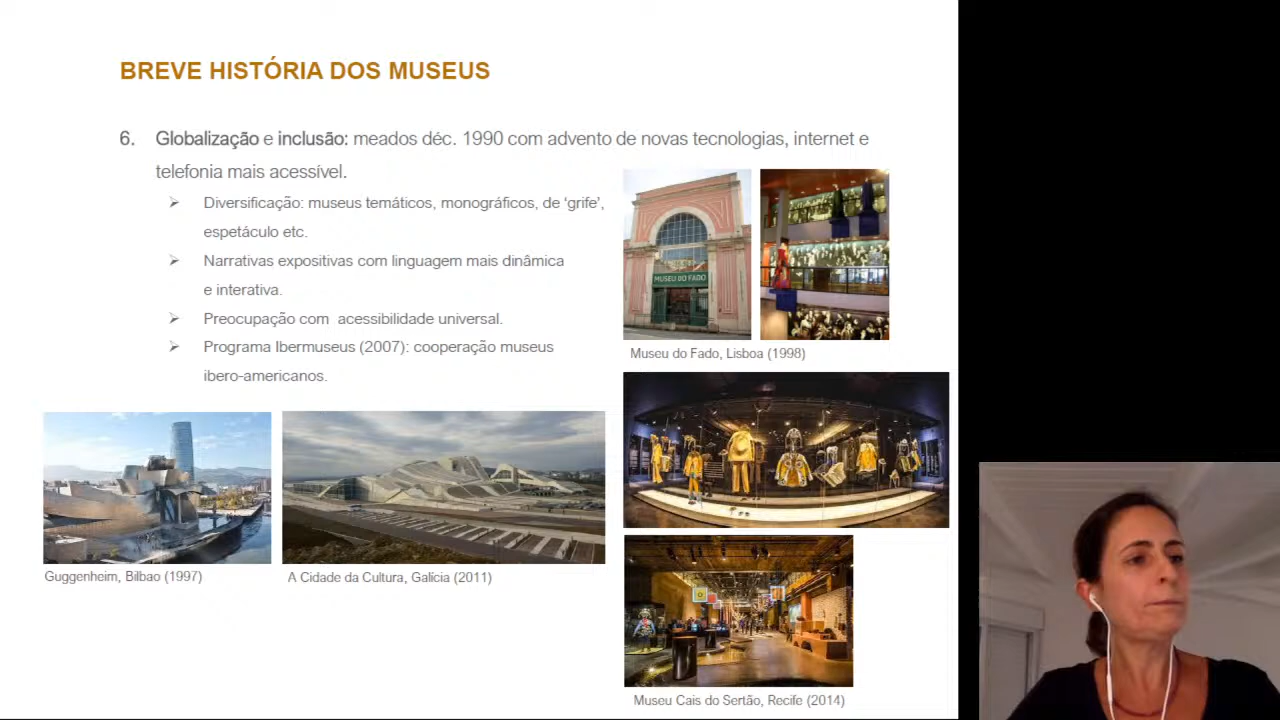 BREVE HISTÓRIA DOS MUSEUS
6. Globalização e inclusão: meados déc. 1990 com advento de novas tecnologias, internet e
telefonia mais acessível.
Diversificação: museus temáticos, monográficos, de ‘grife’,
espetáculo etc.
Narrativas expositivas com linguagem mais dinâmica
e interativa.
Preocupação com acessibilidade universal.
Programa Ibermuseus (2007): cooperação museus
ibero-americanos.
MUSEU DO FADO
Museu do Fado, Lisboa (1998)
Guggenheim, Bilbao (1997)
A Cidade da Cultura, Galícia (2011)
Museu Cais do Sertão, Recife (2014)